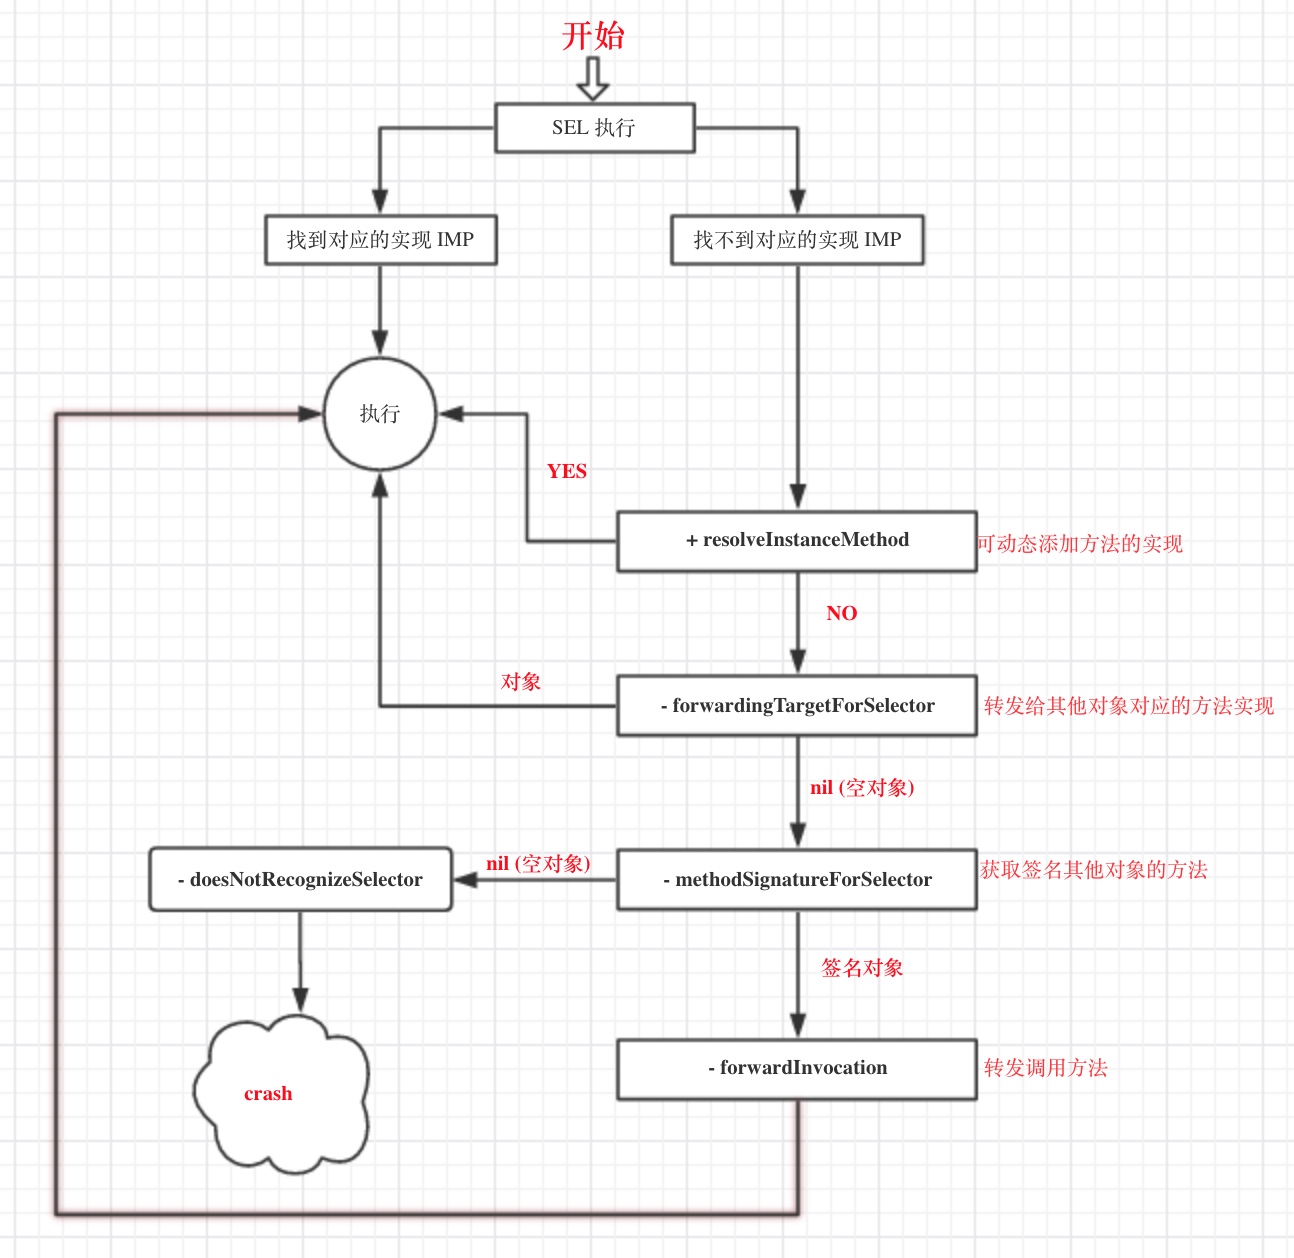 开始
SEL 执行
找到对应的实现 IMP
找不到对应的实现 IMP
执行
YES
+ resolveInstanceMethod
可动态添加方法的实现
NO
对象
- forwardingTargetForSelector
转发给其他对象对应的方法实现
nil (空对象)
- doesNotRecognizeSelector
nil (空对象)
- methodSignatureForSelector
获取签名其他对象的方法
签名对象
- forwardInvocation
转发调用方法
crash